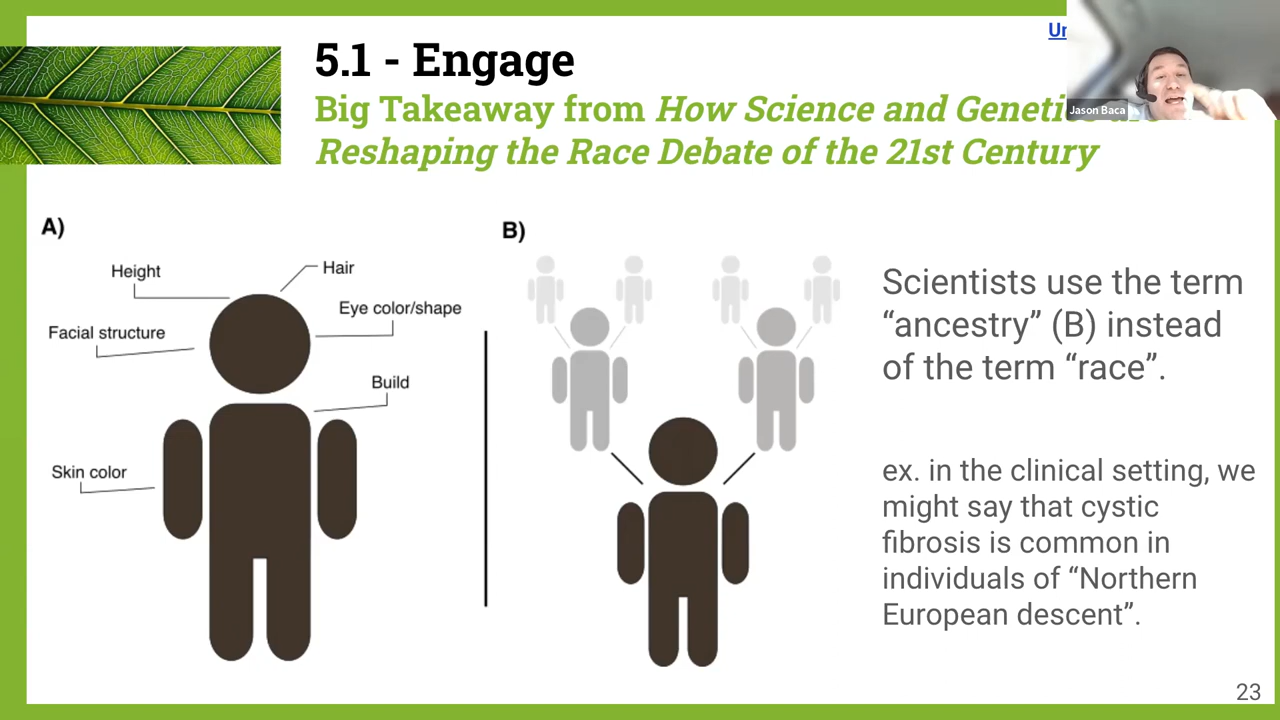 5.1 - Engage
Big Takeaway from How Science and Genetics
Reshaping the Race Debate of the 21st Century
Jason Baca
A)
Height
Hair
Eye color/shape
Facial structure
Build
Skin color
B)
Scientists use the term
“ancestry” (B) instead
of the term “race”.
ex. in the clinical setting, we
might say that cystic
fibrosis is common in
individuals of “Northern
European descent”.
23